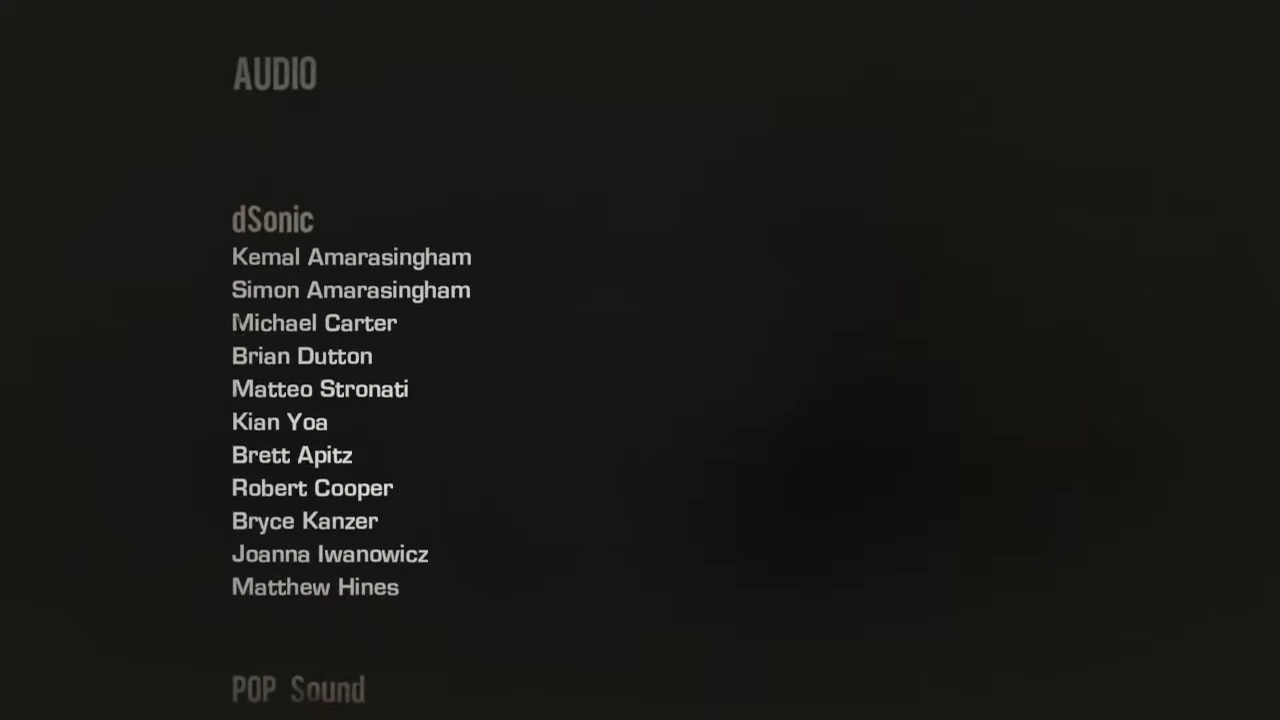 AUDIO
dSonic
Kemal Amarasingham
Simon Amarasingham
Michael Carter
Brian Dutton
Matteo Stronati
Kian Yoa
Brett Apitz
Robert Cooper
Bryce Kanzer
Joanna Iwanowicz
Matthew Hines
POP Sound